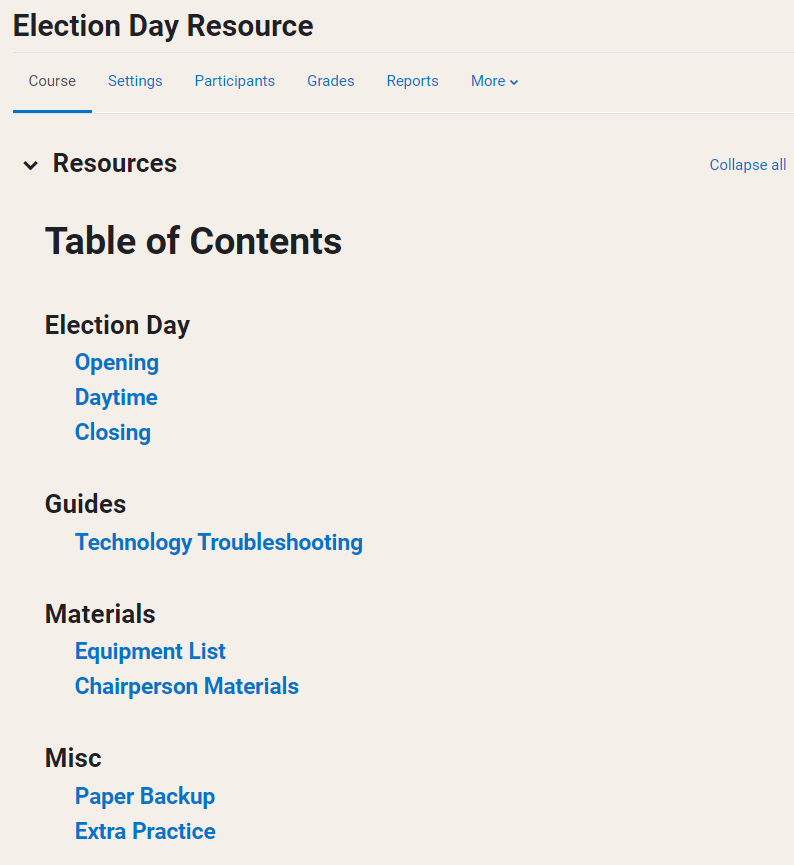 Election Day Resource
Course Settings Participants Grades Reports More
Resources Collapse all
Table of Contents
Election Day
Opening
Daytime
Closing
Guides
Technology Troubleshooting
Materials
Equipment List
Chairperson Materials
Misc
Paper Backup
Extra Practice